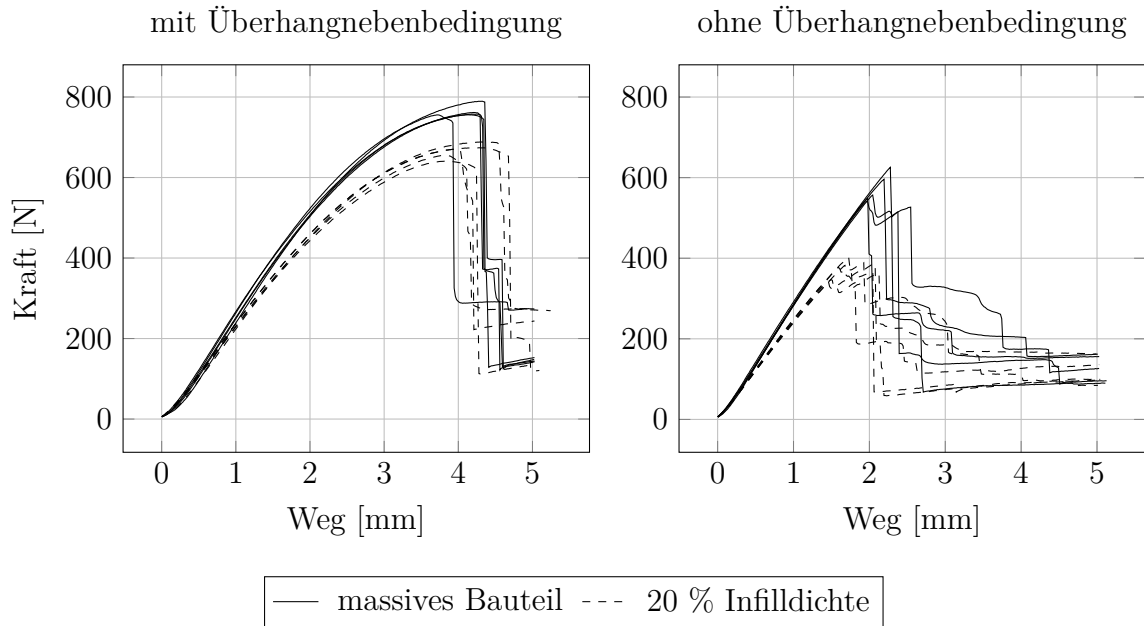 mit Überhangnebenbedingung
ohne Überhangnebenbedingung
Kraft [N]
800
600
400
200
0
0 1 2 3 4 5
Weg [mm]
800
600
400
200
0
0 1 2 3 4 5
Weg [mm]
massives Bauteil
20 % Infilldichte